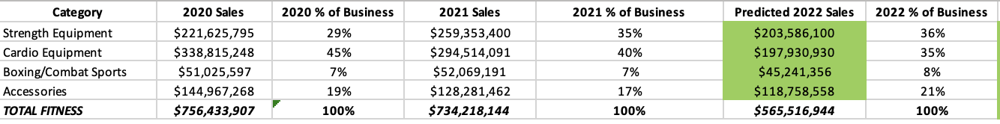 Category 2020 Sales 2020 % of Business 2021 Sales 2021 % of Business Predicted 2022 Sales 2022 % of Business
Strength Equipment $221,625,795 29% $259,353,400 35% $203,586,100 36%
Cardio Equipment $338,815,248 45% $294,514,091 40% $197,930,930 35%
Boxing/Combat Sports $51,025,597 7% $52,069,191 7% $45,241,356 8%
Accessories $144,967,268 19% $128,281,462 17% $118,758,558 21%
TOTAL FITNESS $756,433,907 100% $734,218,144 100% $565,516,944 100%